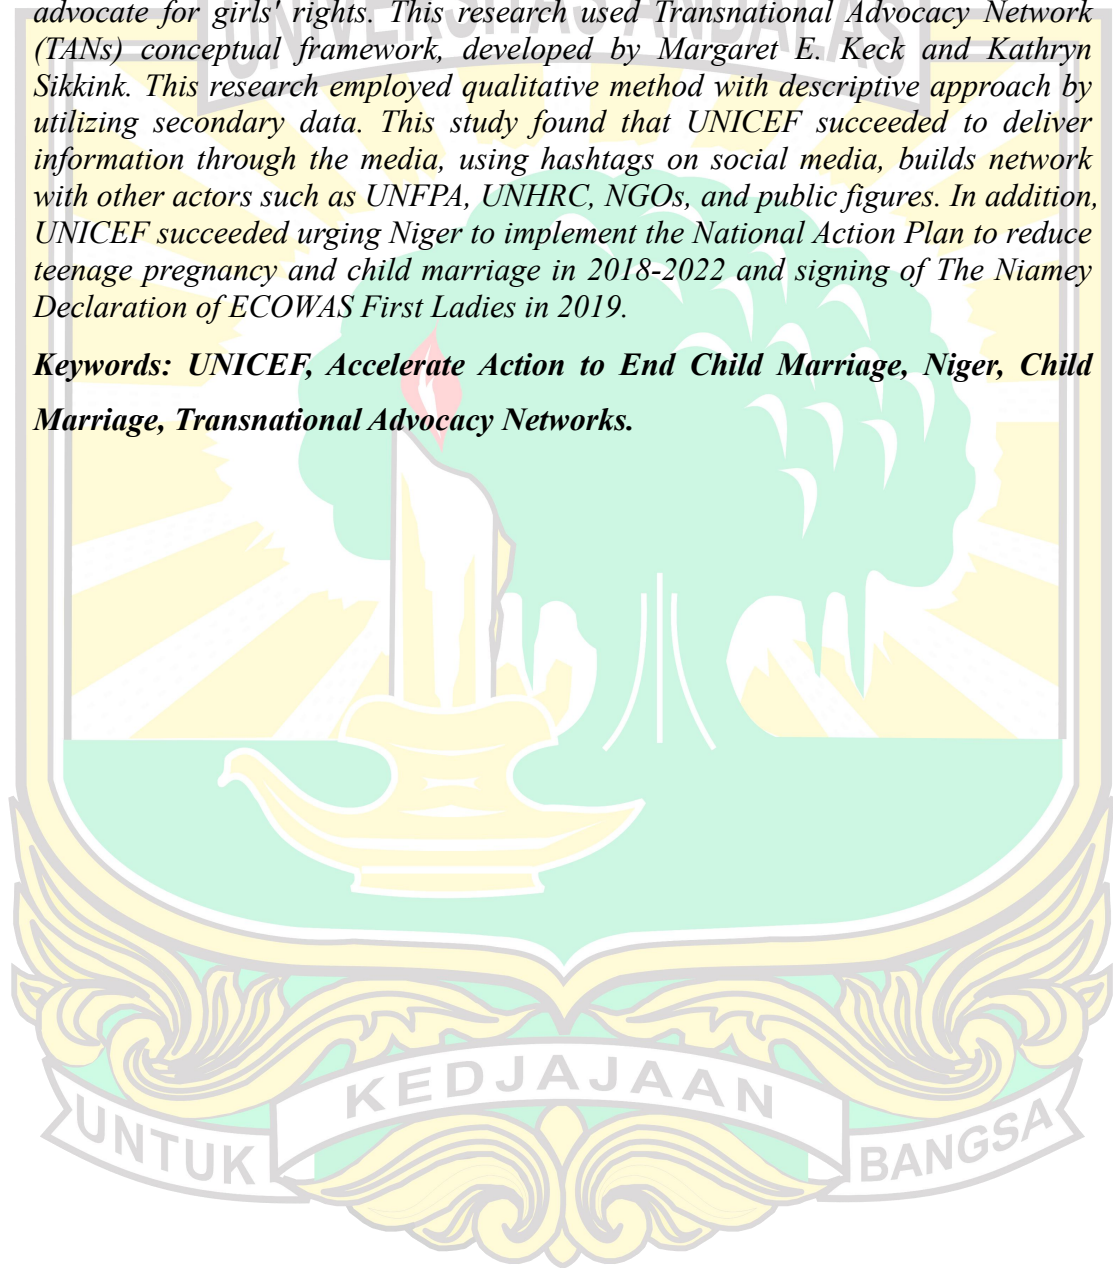 advocate for girls' rights. This research used Transnational Advocacy Network
(TANs) conceptual framework, developed by Margaret E. Keck and Kathryn
Sikkink. This research employed qualitative method with descriptive approach by
utilizing secondary data. This study found that UNICEF succeeded to deliver
information through the media, using hashtags on social media, builds network
with other actors such as UNFPA, UNHRC, NGOs, and public figures. In addition,
UNICEF succeeded urging Niger to implement the National Action Plan to reduce
teenage pregnancy and child marriage in 2018-2022 and signing of The Niamey
Declaration of ECOWAS First Ladies in 2019.
Keywords: UNICEF, Accelerate Action to End Child Marriage, Niger, Child
Marriage, Transnational Advocacy Networks.
UNIVERSITAS ANDALAS
UNTUK KEDJAJAAN BANGSA